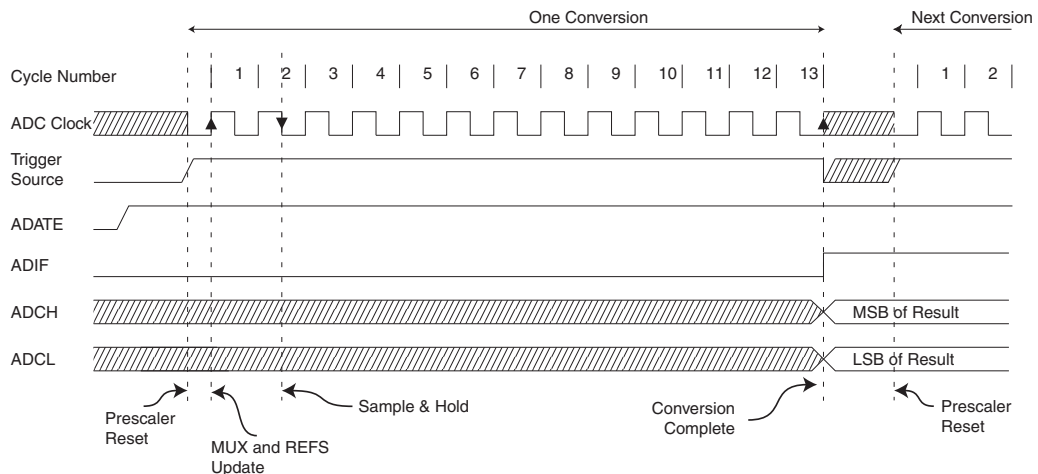 One Conversion
Next Conversion
Cycle Number
1 2 3 4 5 6 7 8 9 10 11 12 13 1 2
ADC Clock
Trigger
Source
ADATE
ADIF
ADCH
MSB of Result
ADCL
LSB of Result
Prescaler
Reset
MUX and REFS
Update
Sample & Hold
Conversion
Complete
Prescaler
Reset